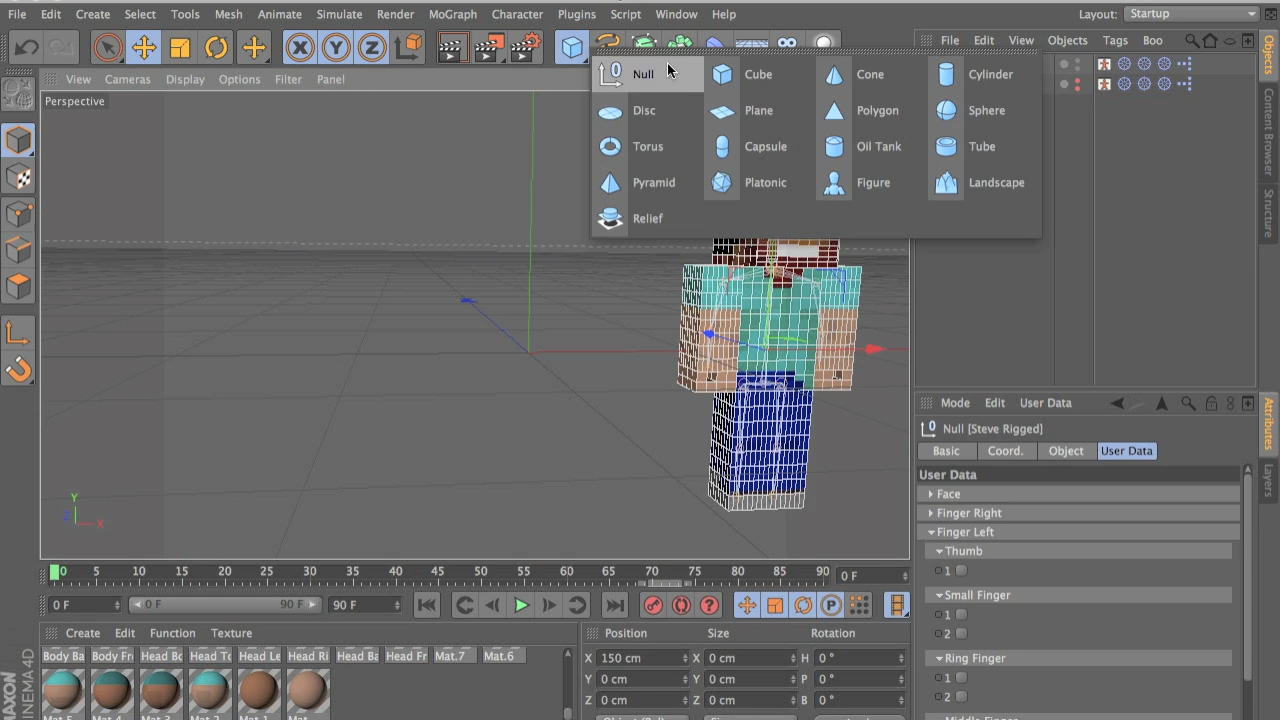 File Edit Create Select Tools Mesh Animate Simulate Render MoGraph Character Plugins Script Window Help Layout: Startup
X Y Z File Edit View Objects Tags Boo
View Cameras Display Options Filter Panel
Perspective
0 Null Cube Cone Cylinder
Disc Plane Polygon Sphere
Torus Capsule Oil Tank Tube
Pyramid Platonic Figure Landscape
Relief
Objects
Content Browser
Structure
Y
Z X
Mode Edit User Data
0 Null [Steve Rigged]
Basic Coord. Object User Data
User Data
Face
Finger Right
Finger Left
Thumb
1
Small Finger
1
2
Ring Finger
1
2
Attributes
Layers
0 5 10 15 20 25 30 35 40 45 50 55 60 65 70 75 80 85 90 0 F
0 F 0 F 90 F 90 F ? P
Create Edit Function Texture
Body Ba Body Fr Head Bo Head To Head Le Head Ri Head Ba Head Fr Mat.7 Mat.6
Mat.5 Mat.4 Mat.3 Mat.2 Mat.1 Mat
Position Size Rotation
X 150 cm X 0 cm H 0 °
Y 0 cm Y 0 cm P 0 °
Z 0 cm Z 0 cm B 0 °
MAXON
CINEMA 4D